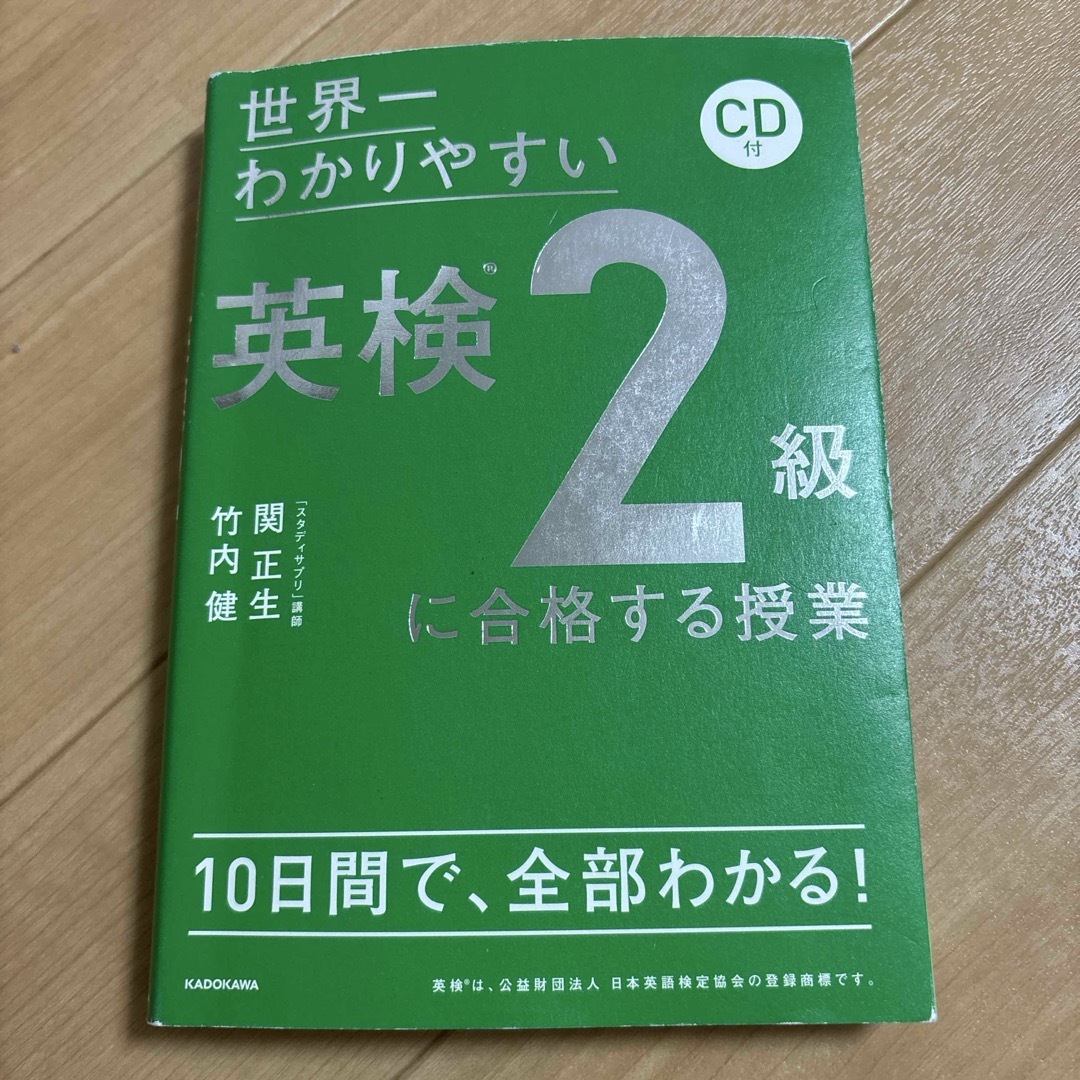 世界一
わかりやすい
CD
付
英検®
2
級
に合格する授業
「スタディサプリ」講師
関 正生
竹内 健
10日間で、全部わかる!
KADOKAWA
英検®は、公益財団法人 日本英語検定協会の登録商標です。